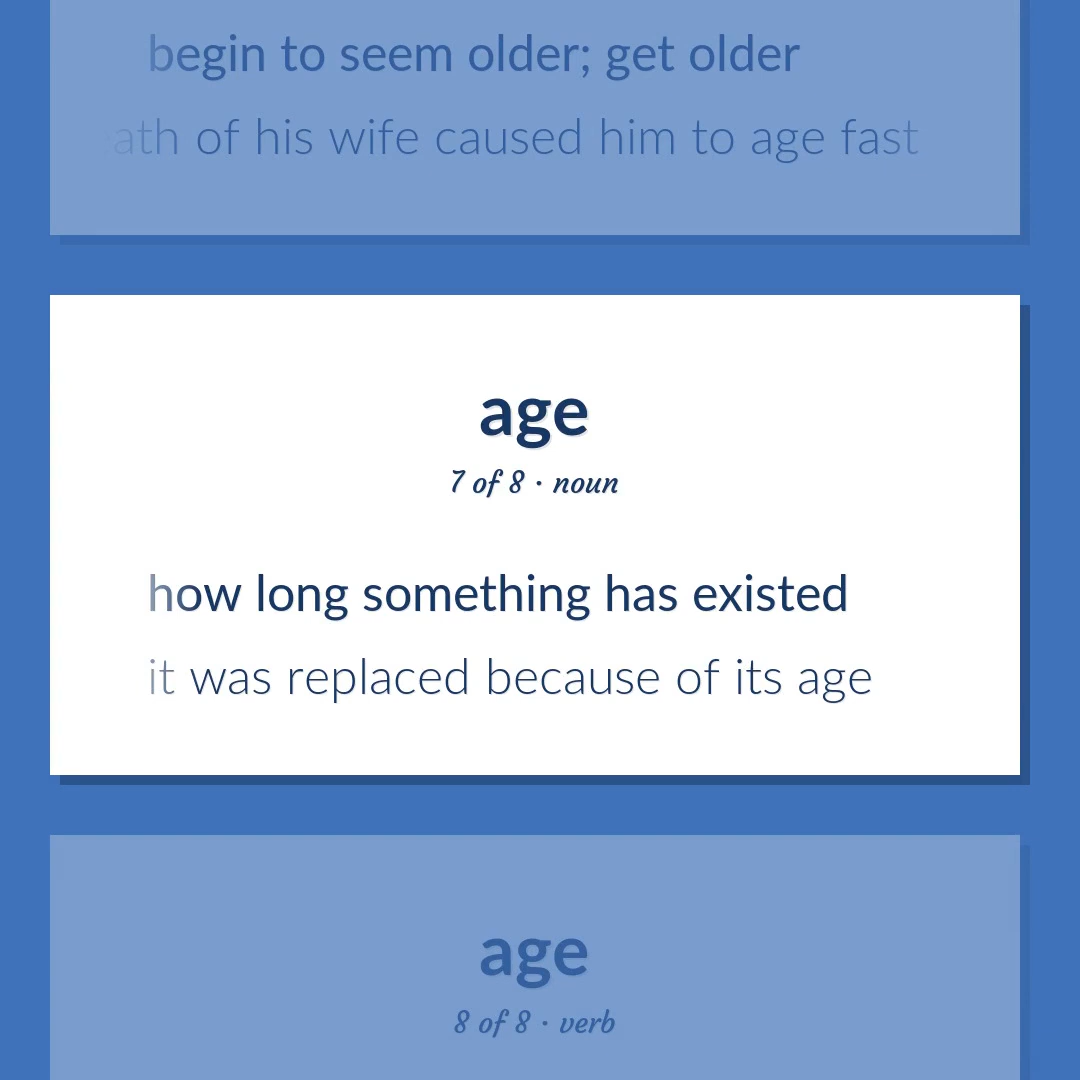 begin to seem older; get older
ath of his wife caused him to age fast
age
7 of 8 · noun
how long something has existed
it was replaced because of its age
age
8 of 8 · verb